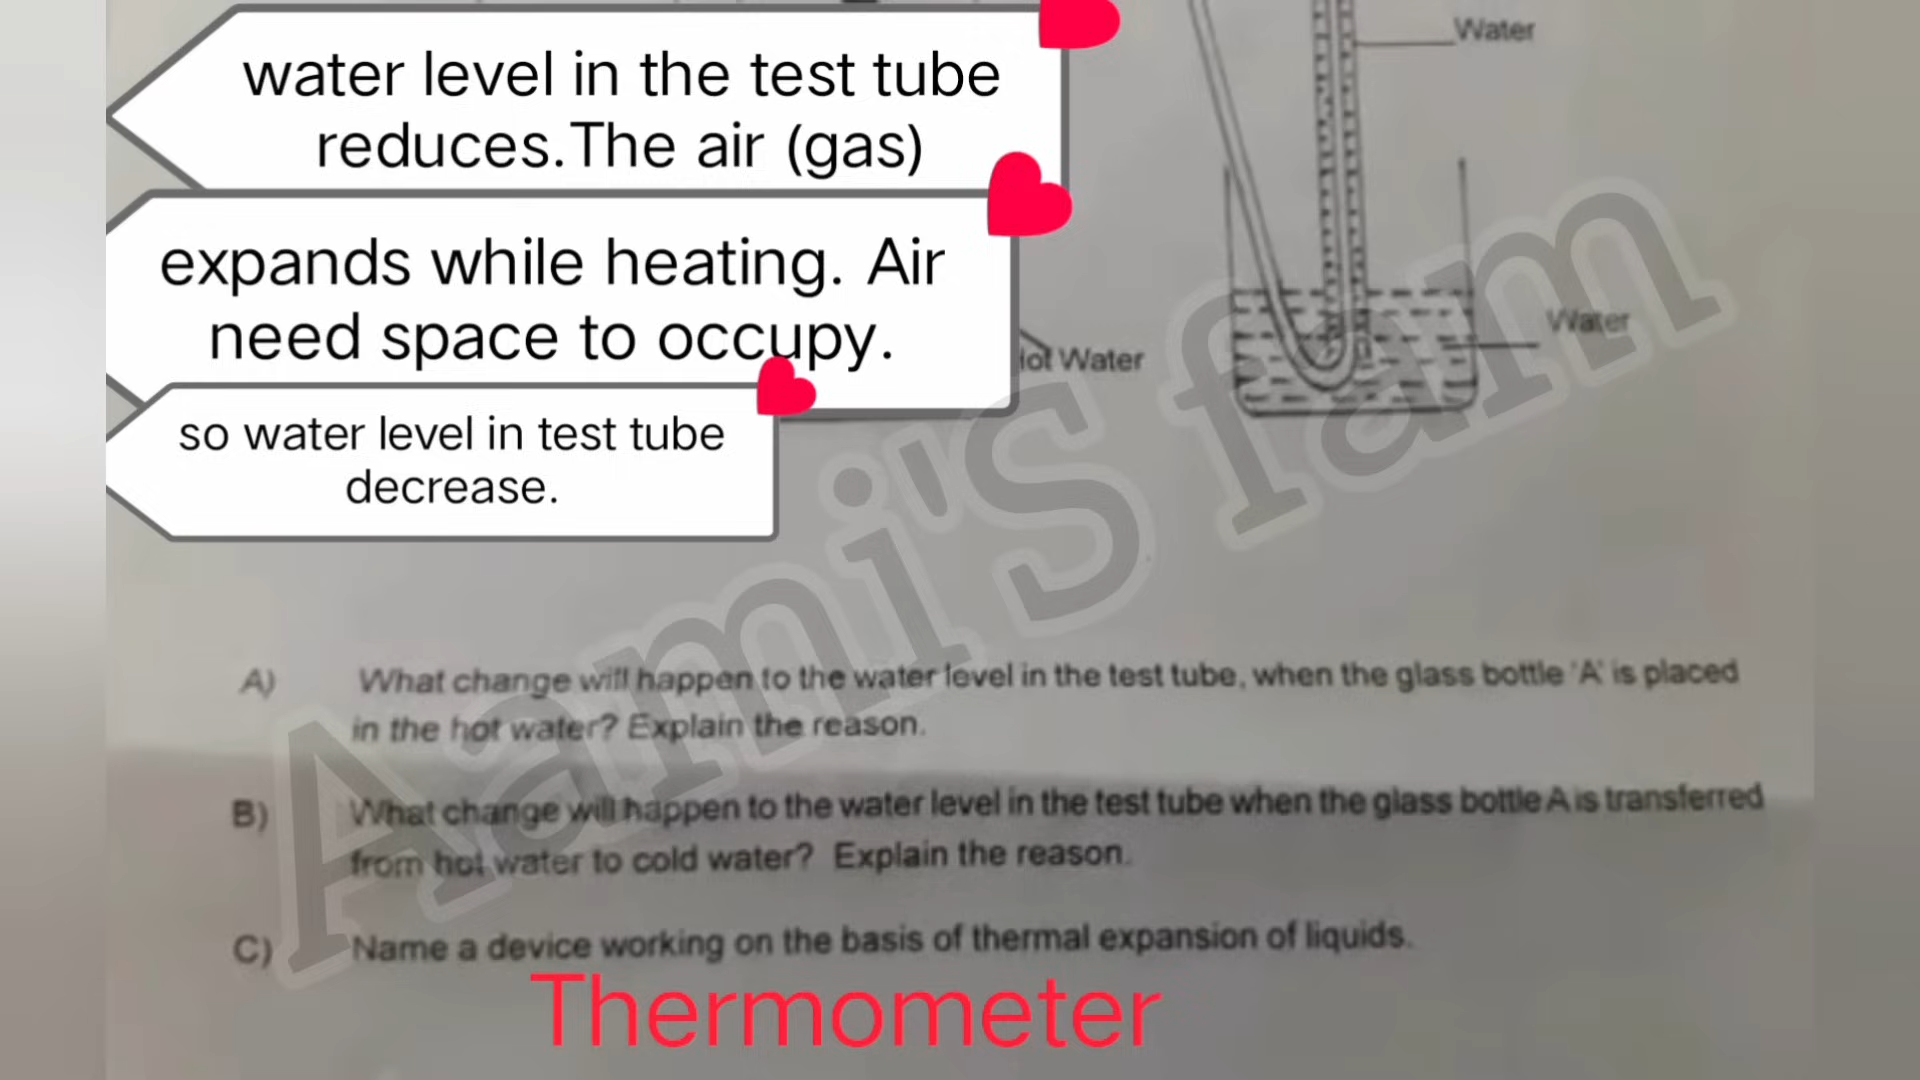 water level in the test tube
reduces.The air (gas)
expands while heating. Air
need space to occupy.
so water level in test tube
decrease.
Water
Water
Hot Water
Aami'S fam
A) What change will happen to the water level in the test tube, when the glass bottle 'A' is placed
in the hot water? Explain the reason.
B) What change will happen to the water level in the test tube when the glass bottle A is transferred
from hot water to cold water? Explain the reason.
C) Name a device working on the basis of thermal expansion of liquids.
Thermometer